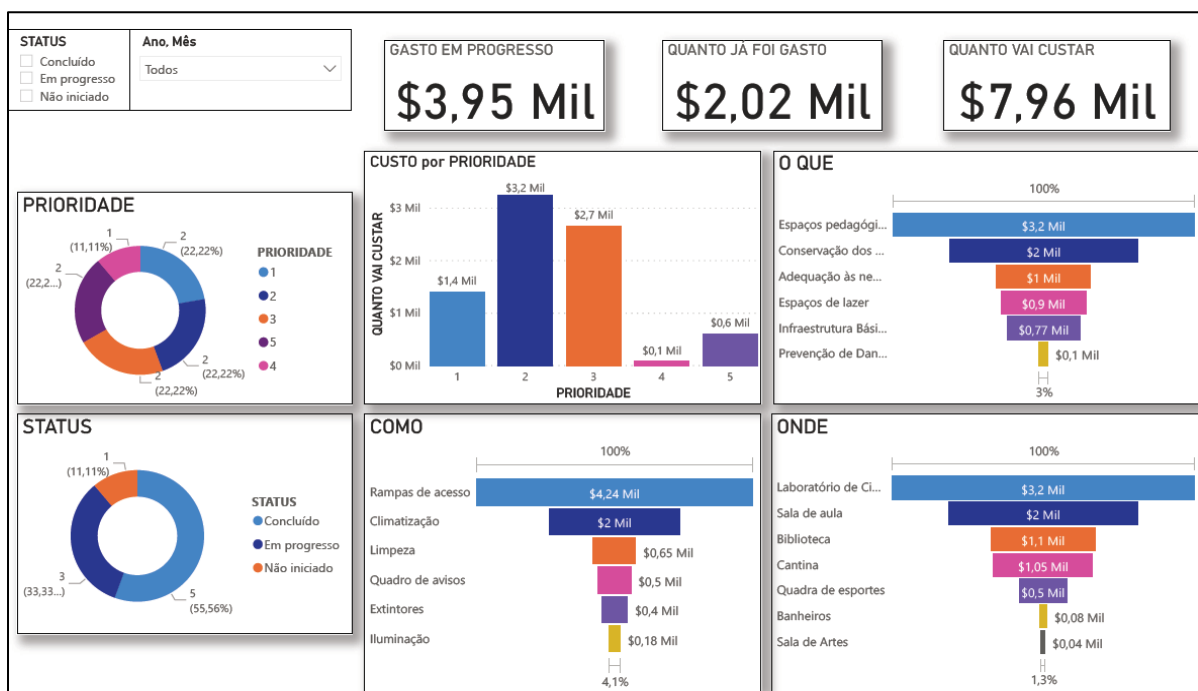 STATUS
Concluído
Em progresso
Não iniciado
Ano, Mês
Todos
GASTO EM PROGRESSO
$3,95 Mil
QUANTO JÁ FOI GASTO
$2,02 Mil
QUANTO VAI CUSTAR
$7,96 Mil
PRIORIDADE
1
(11,11%)
2
(22,22%)
2
(22,2...)
2
(22,22%)
2
(22,22%)
PRIORIDADE
1
2
3
5
4
CUSTO por PRIORIDADE
QUANTO VAI CUSTAR
$3 Mil
$2 Mil
$1 Mil
$0 Mil
$1,4 Mil
$3,2 Mil
$2,7 Mil
$0,1 Mil
$0,6 Mil
1
2
3
4
5
PRIORIDADE
O QUE
100%
Espaços pedagógi... $3,2 Mil
Conservação dos ... $2 Mil
Adequação às ne... $1 Mil
Espaços de lazer $0,9 Mil
Infraestrutura Bási... $0,77 Mil
Prevenção de Dan... $0,1 Mil
3%
STATUS
1
(11,11%)
3
(33,33...)
5
(55,56%)
STATUS
Concluído
Em progresso
Não iniciado
COMO
100%
Rampas de acesso $4,24 Mil
Climatização $2 Mil
Limpeza $0,65 Mil
Quadro de avisos $0,5 Mil
Extintores $0,4 Mil
Iluminação $0,18 Mil
4,1%
ONDE
100%
Laboratório de Ci... $3,2 Mil
Sala de aula $2 Mil
Biblioteca $1,1 Mil
Cantina $1,05 Mil
Quadra de esportes $0,5 Mil
Banheiros $0,08 Mil
Sala de Artes $0,04 Mil
1,3%